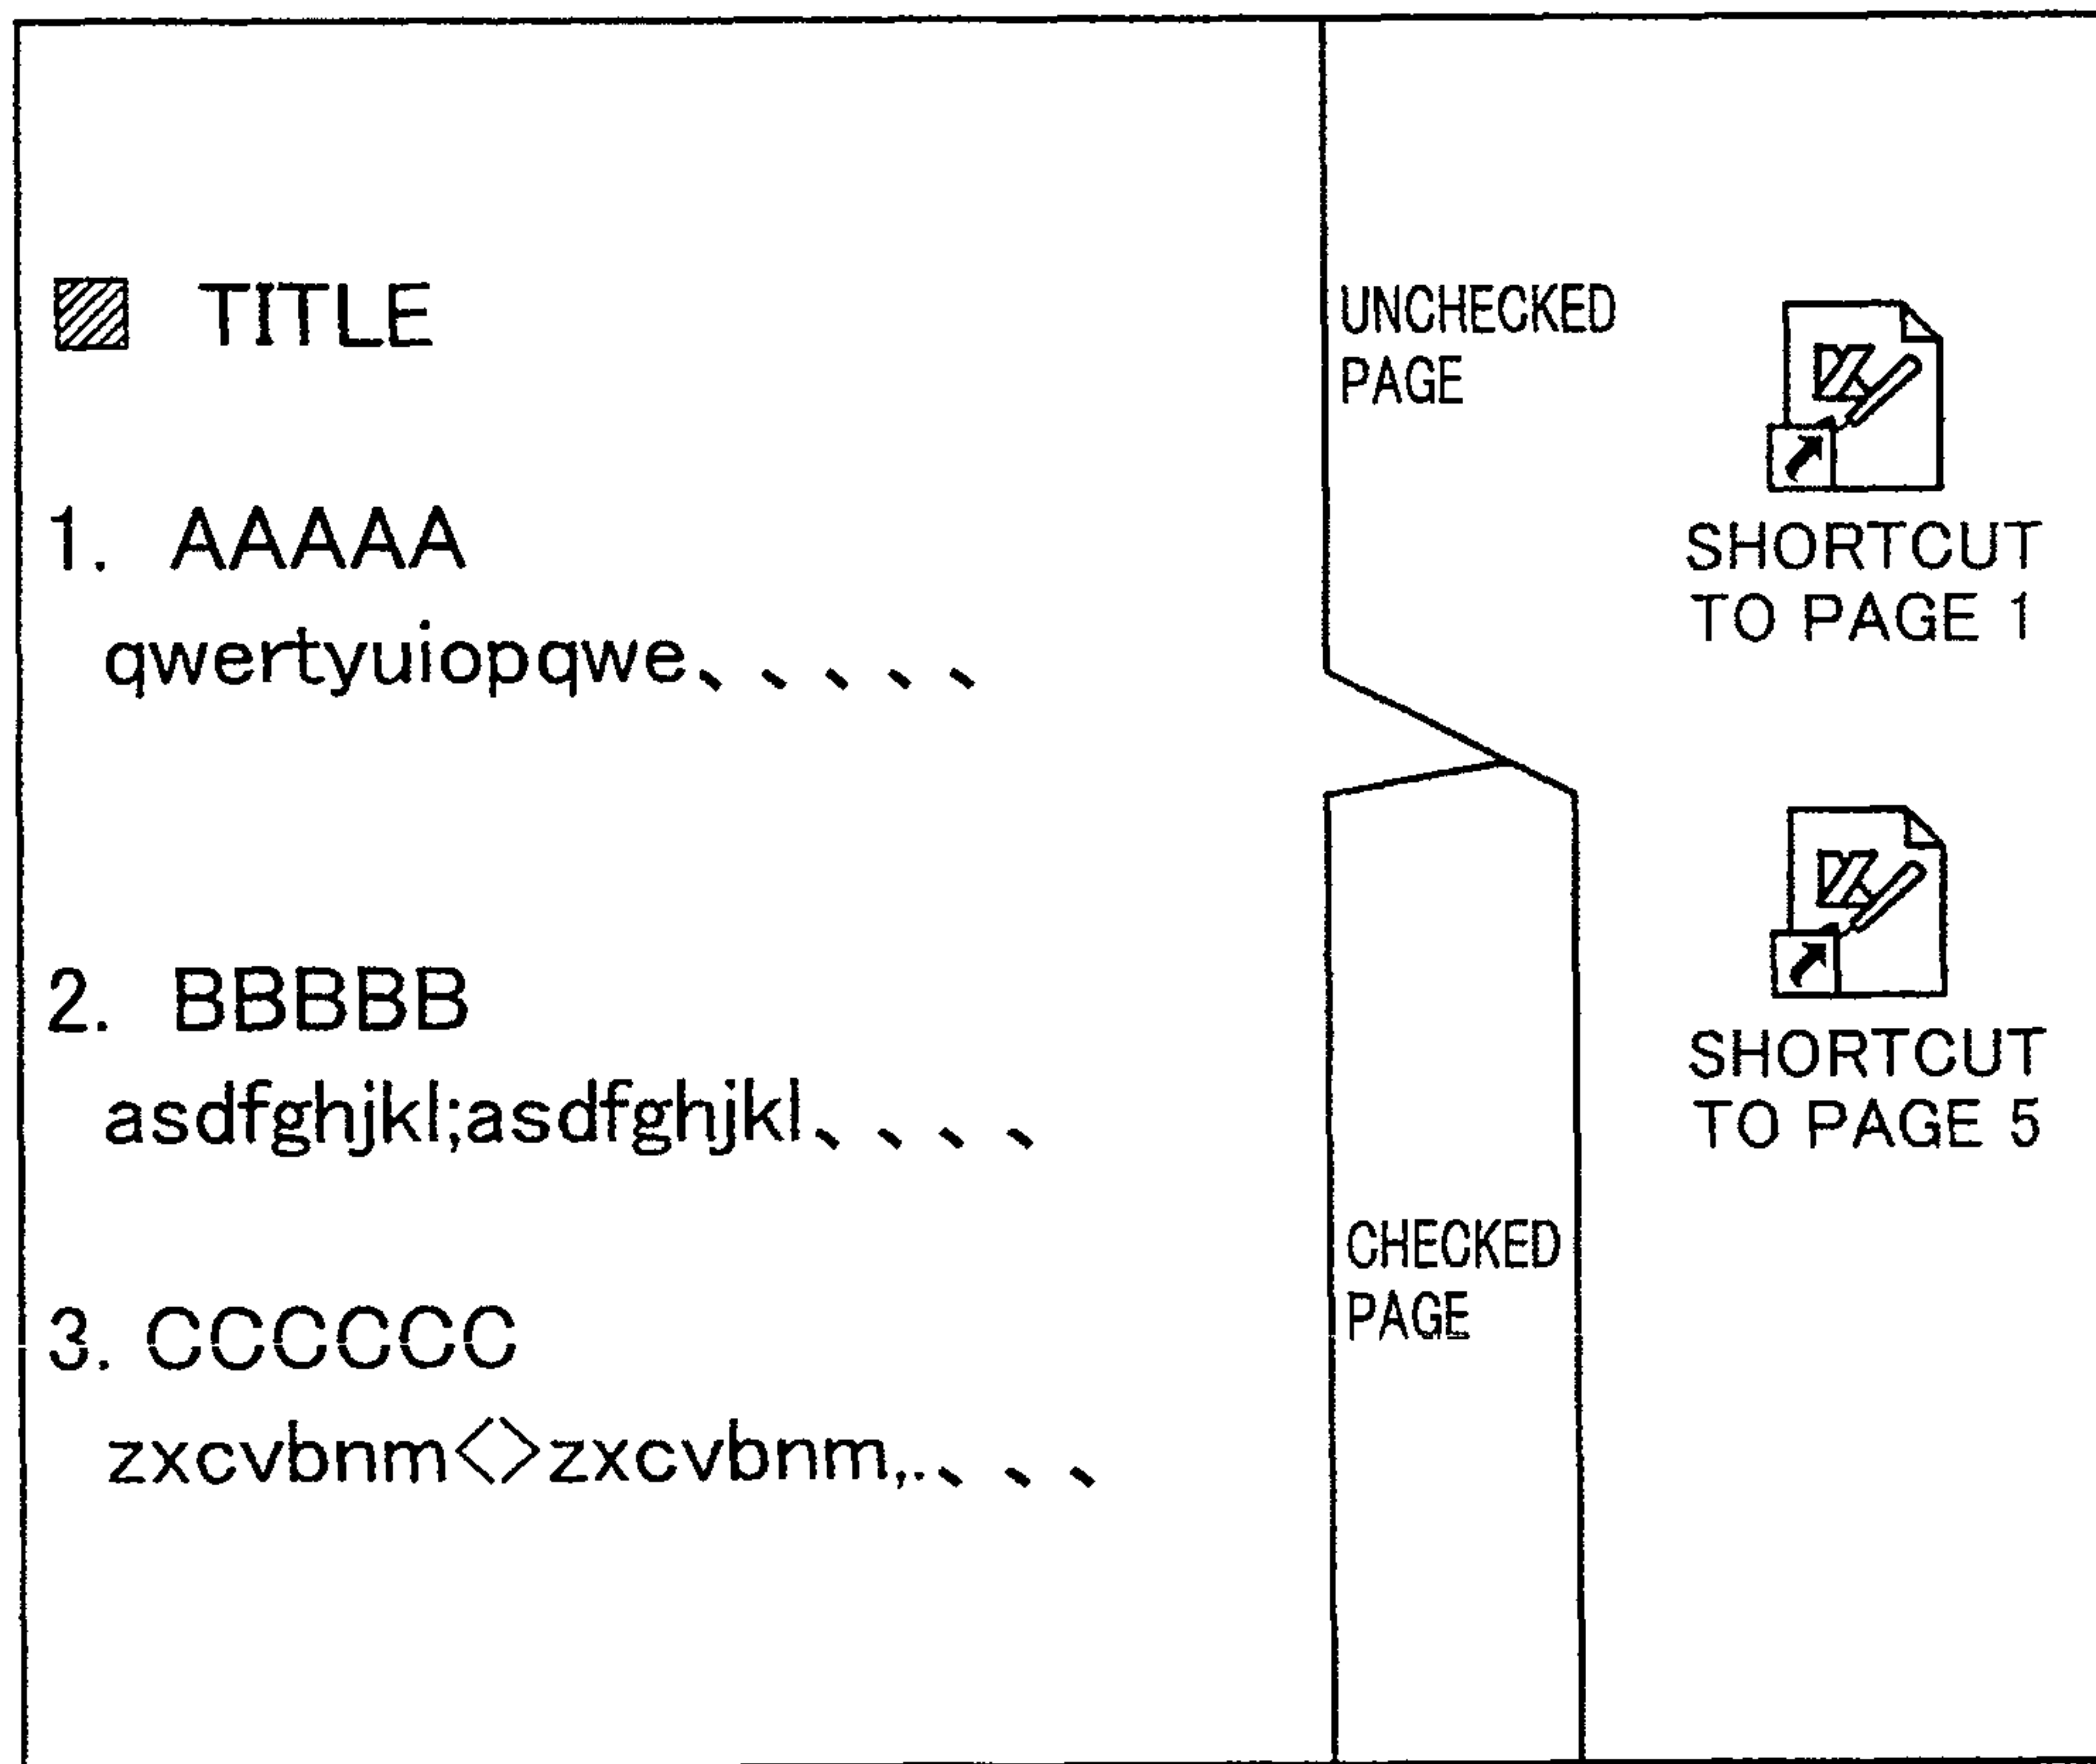 TITLE
1. AAAAA
qwertyuiopqwe、、、、、
2. BBBBB
asdfghjkl;asdfghjkl、、、、
3. CCCCCC
zxcvbnm<>zxcvbnm,.、、、
UNCHECKED
PAGE
CHECKED
PAGE
SHORTCUT
TO PAGE 1
SHORTCUT
TO PAGE 5